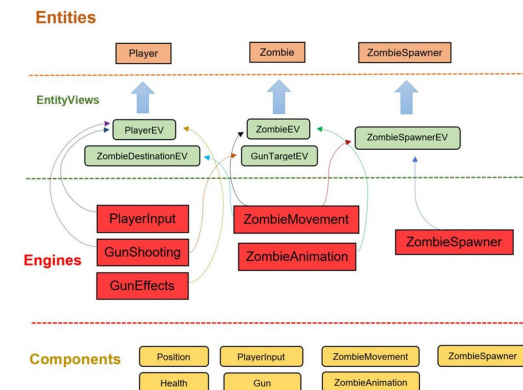 Entities
Player
Zombie
ZombieSpawner
EntityViews
PlayerEV
ZombieEV
ZombieSpawnerEV
ZombieDestinationEV
GunTargetEV
PlayerInput
ZombieMovement
Engines
GunShooting
ZombieAnimation
ZombieSpawner
GunEffects
Components
Position
PlayerInput
ZombieMovement
ZombieSpawner
Health
Gun
ZombieAnimation